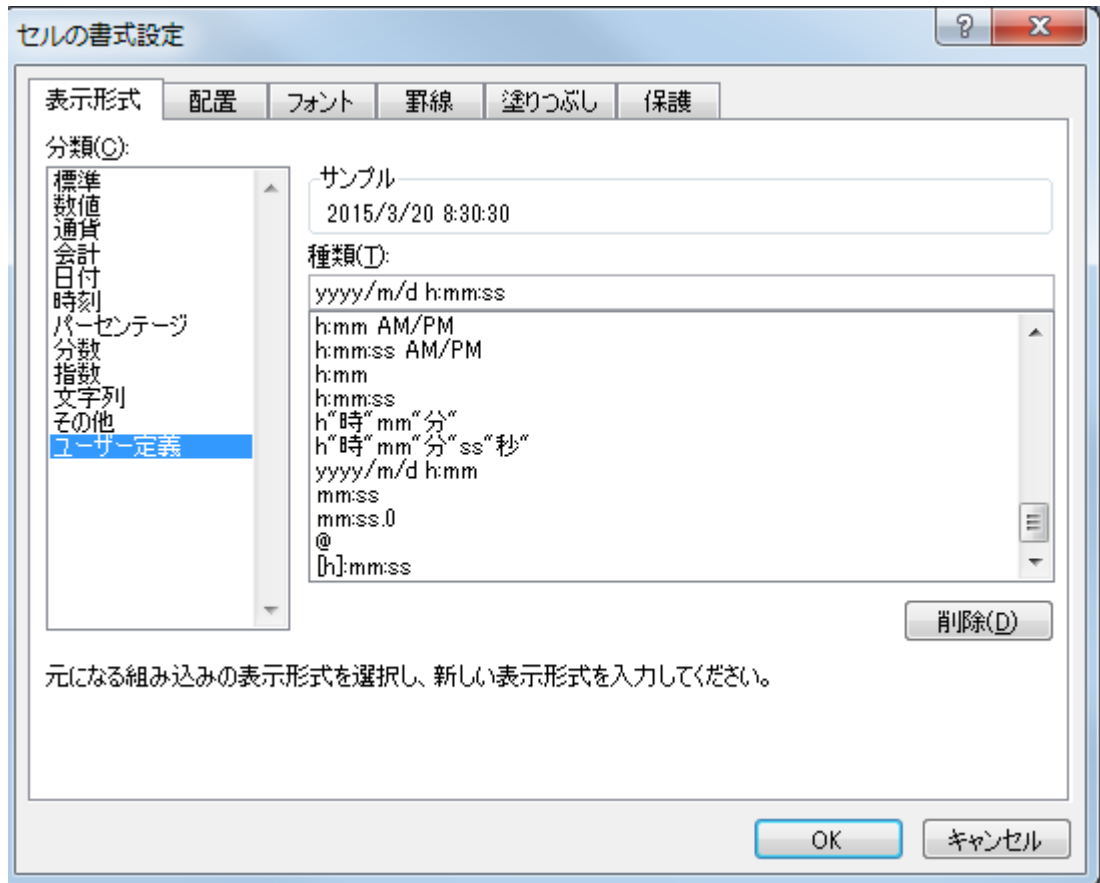 セルの書式設定
表示形式 配置 フォント 罫線 塗りつぶし 保護
分類(C):
標準
数値
通貨
会計
日付
時刻
パーセンテージ
分数
指数
文字列
その他
ユーザー定義
サンプル
2015/3/20 8:30:30
種類(T):
yyyy/m/d h:mm:ss
h:mm AM/PM
h:mm:ss AM/PM
h:mm
h:mm:ss
h"時"mm"分"
h"時"mm"分"ss"秒"
yyyy/m/d h:mm
mm:ss
mm:ss.0
@
[h]:mm:ss
削除(D)
元になる組み込みの表示形式を選択し、新しい表示形式を入力してください。
OK キャンセル